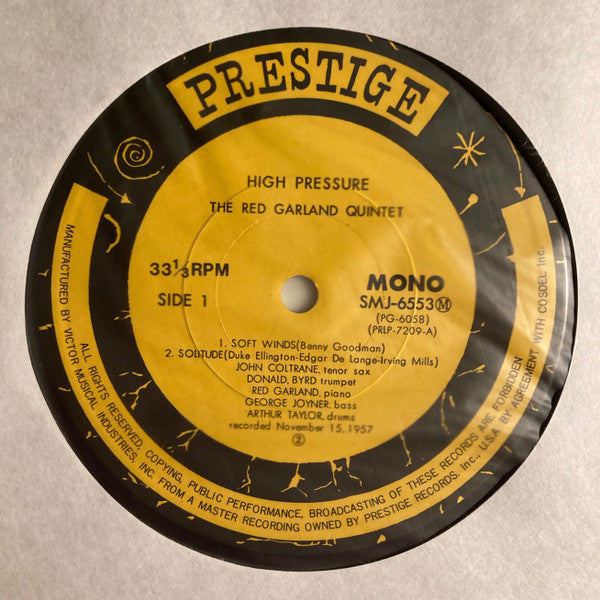 PRESTIGE
HIGH PRESSURE
THE RED GARLAND QUINTET
33 1/3 RPM
SIDE 1
MONO
SMJ-6553 Ⓜ
(PG-6058)
(PRLP-7209-A)
1. SOFT WINDS(Benny Goodman)
2. SOLITUDE(Duke Ellington-Edgar De Lange-Irving Mills)
JOHN COLTRANE, tenor sax
DONALD, BYRD trumpet
RED GARLAND, piano
GEORGE JOYNER, bass
ARTHUR TAYLOR, drums
recorded November 15, 1957
②
MANUFACTURED BY VICTOR MUSICAL INDUSTRIES, INC. FROM A MASTER RECORDING OWNED BY PRESTIGE RECORDS, Inc., U.S.A. BY AGREEMENT WITH COSDEL Inc.
ALL RIGHTS RESERVED, COPYING, PUBLIC PERFORMANCE, BROADCASTING OF THESE RECORDS ARE FORBIDDEN